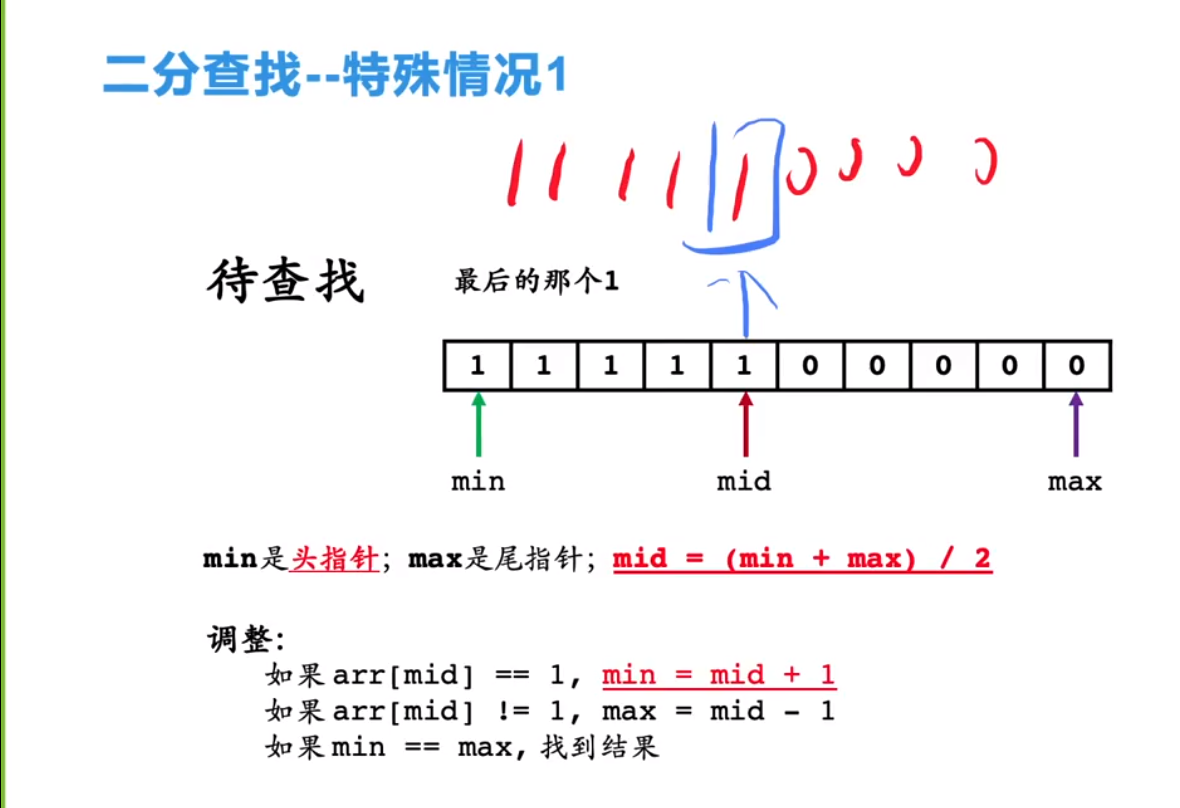 二分查找--特殊情况1
1 1 1 1 1 0 0 0 0
待查找 最后的那个1
1 1 1 1 1 0 0 0 0 0
min mid max
min是头指针; max是尾指针; mid = (min + max) / 2
调整:
如果arr[mid] == 1, min = mid + 1
如果arr[mid] != 1, max = mid - 1
如果min == max, 找到结果